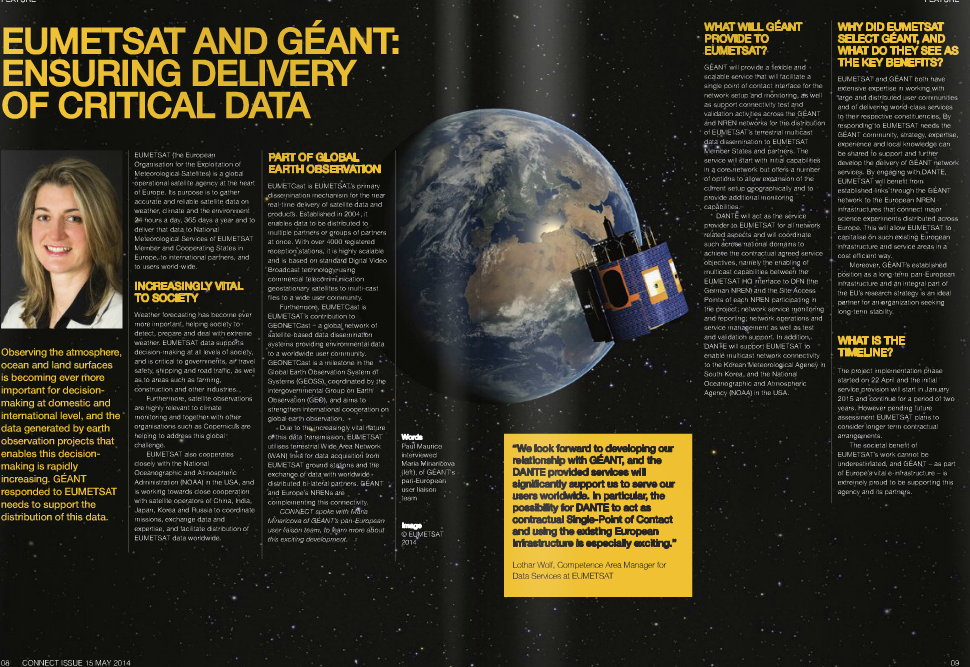 FEATURE
FEATURE
EUMETSAT AND GÉANT:
ENSURING DELIVERY
OF CRITICAL DATA
Observing the atmosphere,
ocean and land surfaces
is becoming ever more
important for decision-
making at domestic and
international level, and the
data generated by earth
observation projects that
enables this decision-
making is rapidly
increasing. GÉANT
responded to EUMETSAT
needs to support the
distribution of this data.
EUMETSAT (the European
Organisation for the Exploitation of
Meteorological Satellites) is a global
operational satellite agency at the heart
of Europe. Its purpose is to gather
accurate and reliable satellite data on
weather, climate and the environment
24 hours a day, 365 days a year and to
deliver that data to National
Meteorological Services of EUMETSAT
Member and Cooperating States in
Europe, to international partners, and
to users world-wide.
INCREASINGLY VITAL
TO SOCIETY
Weather forecasting has become ever
more important, helping society to
detect, prepare and deal with extreme
weather. EUMETSAT data supports
decision-making at all levels of society,
and is critical to governments, air travel
safety, shipping and road traffic, as well
as to areas such as farming,
construction and other industries.
Furthermore, satellite observations
are highly relevant to climate
monitoring and together with other
organisations such as Copernicus are
helping to address this global
challenge.
EUMETSAT also cooperates
closely with the National
Oceanographic and Atmospheric
Administration (NOAA) in the USA, and
is working towards close cooperation
with satellite operators of China, India,
Japan, Korea and Russia to coordinate
missions, exchange data and
expertise, and facilitate distribution of
EUMETSAT data worldwide.
PART OF GLOBAL
EARTH OBSERVATION
EUMETCast is EUMETSAT's primary
dissemination mechanism for the near
real-time delivery of satellite data and
products. Established in 2004, it
enables data to be distributed to
multiple partners or groups of partners
at once. With over 4000 registered
reception stations, it is highly scalable
and is based on standard Digital Video
Broadcast technology using
commercial telecommunication
geostationary satellites to multi-cast
files to a wide user community.
Furthermore, EUMETCast is
EUMETSAT's contribution to
GEONETCast – a global network of
satellite-based data dissemination
systems providing environmental data
to a worldwide user community.
GEONETCast is a milestone in the
Global Earth Observation System of
Systems (GEOSS), coordinated by the
intergovernmental Group on Earth
Observation (GEO), and aims to
strengthen international cooperation on
global earth observation.
Due to the increasingly vital nature
of this data transmission, EUMETSAT
utilises terrestrial Wide Area Network
(WAN) links for data acquisition from
EUMETSAT ground stations and the
exchange of data with worldwide
distributed bi-lateral partners. GÉANT
and Europe's NRENs are
complementing this connectivity.
CONNECT spoke with Maria
Minaricova of GÉANT's pan-European
user liaison team, to learn more about
this exciting development.
Words
Paul Maurice
interviewed
Maria Minaricova
(left), of GÉANT's
pan-European
user liaison
team
Image
© EUMETSAT
2014
"We look forward to developing our
relationship with GÉANT, and the
DANTE provided services will
significantly support us to serve our
users worldwide. In particular, the
possibility for DANTE to act as
contractual Single-Point of Contact
and using the existing European
Infrastructure is especially exciting."
Lothar Wolf, Competence Area Manager for
Data Services at EUMETSAT
WHAT WILL GÉANT
PROVIDE TO
EUMETSAT?
GÉANT will provide a flexible and
scalable service that will facilitate a
single point of contact interface for the
network setup and monitoring, as well
as support connectivity test and
validation activities across the GÉANT
and NREN networks for the distribution
of EUMETSAT's terrestrial multicast
data dissemination to EUMETSAT
Member States and partners. The
service will start with initial capabilities
in a core network but offers a number
of options to allow expansion of the
current setup geographically and to
provide additional monitoring
capabilities.
DANTE will act as the service
provider to EUMETSAT for all network
related aspects and will coordinate
such across national domains to
achieve the contractual agreed service
objectives, namely the enabling of
multicast capabilities between the
EUMETSAT HQ interface to DFN (the
German NREN) and the Site Access
Points of each NREN participating in
the project; network service monitoring
and reporting; network operations and
service management as well as test
and validation support. In addition,
DANTE will support EUMETSAT to
enable multicast network connectivity
to the Korean Meteorological Agency in
South Korea, and the National
Oceanographic and Atmospheric
Agency (NOAA) in the USA.
WHY DID EUMETSAT
SELECT GÉANT, AND
WHAT DO THEY SEE AS
THE KEY BENEFITS?
EUMETSAT and GÉANT both have
extensive expertise in working with
large and distributed user communities
and of delivering world-class services
to their respective constituencies. By
responding to EUMETSAT needs the
GÉANT community, strategy, expertise,
experience and local knowledge can
be shared to support and further
develop the delivery of GÉANT network
services. By engaging with DANTE,
EUMETSAT will benefit from
established links through the GÉANT
network to the European NREN
infrastructures that connect major
science experiments distributed across
Europe. This will allow EUMETSAT to
capitalise on such existing European
infrastructure and service areas in a
cost efficient way.
Moreover, GÉANT's established
position as a long-term pan-European
infrastructure and an integral part of
the EU's research strategy is an ideal
partner for an organization seeking
long-term stability.
WHAT IS THE
TIMELINE?
The project implementation phase
started on 22 April and the initial
service provision will start in January
2015 and continue for a period of two
years. However pending future
assessment EUMETSAT plans to
consider longer term contractual
arrangements.
The societal benefit of
EUMETSAT's work cannot be
underestimated, and GÉANT – as part
of Europe's vital e-infrastructure – is
extremely proud to be supporting this
agency and its partners.
08 CONNECT ISSUE 15 MAY 2014
09